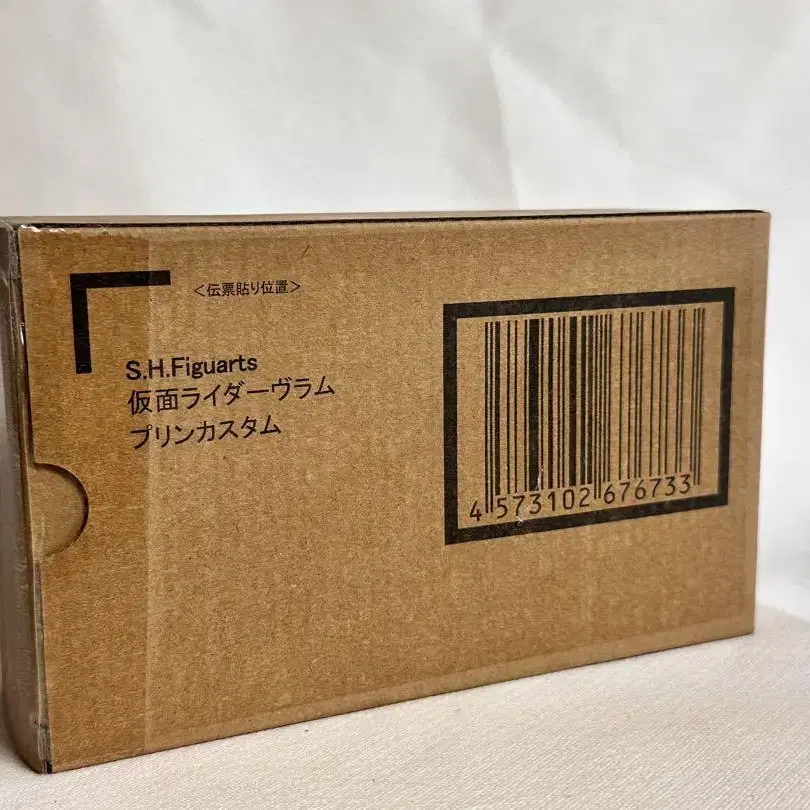 ＜伝票貼り位置＞
S.H.Figuarts
仮面ライダーヴラム
プリンカスタム
4 573102 676733